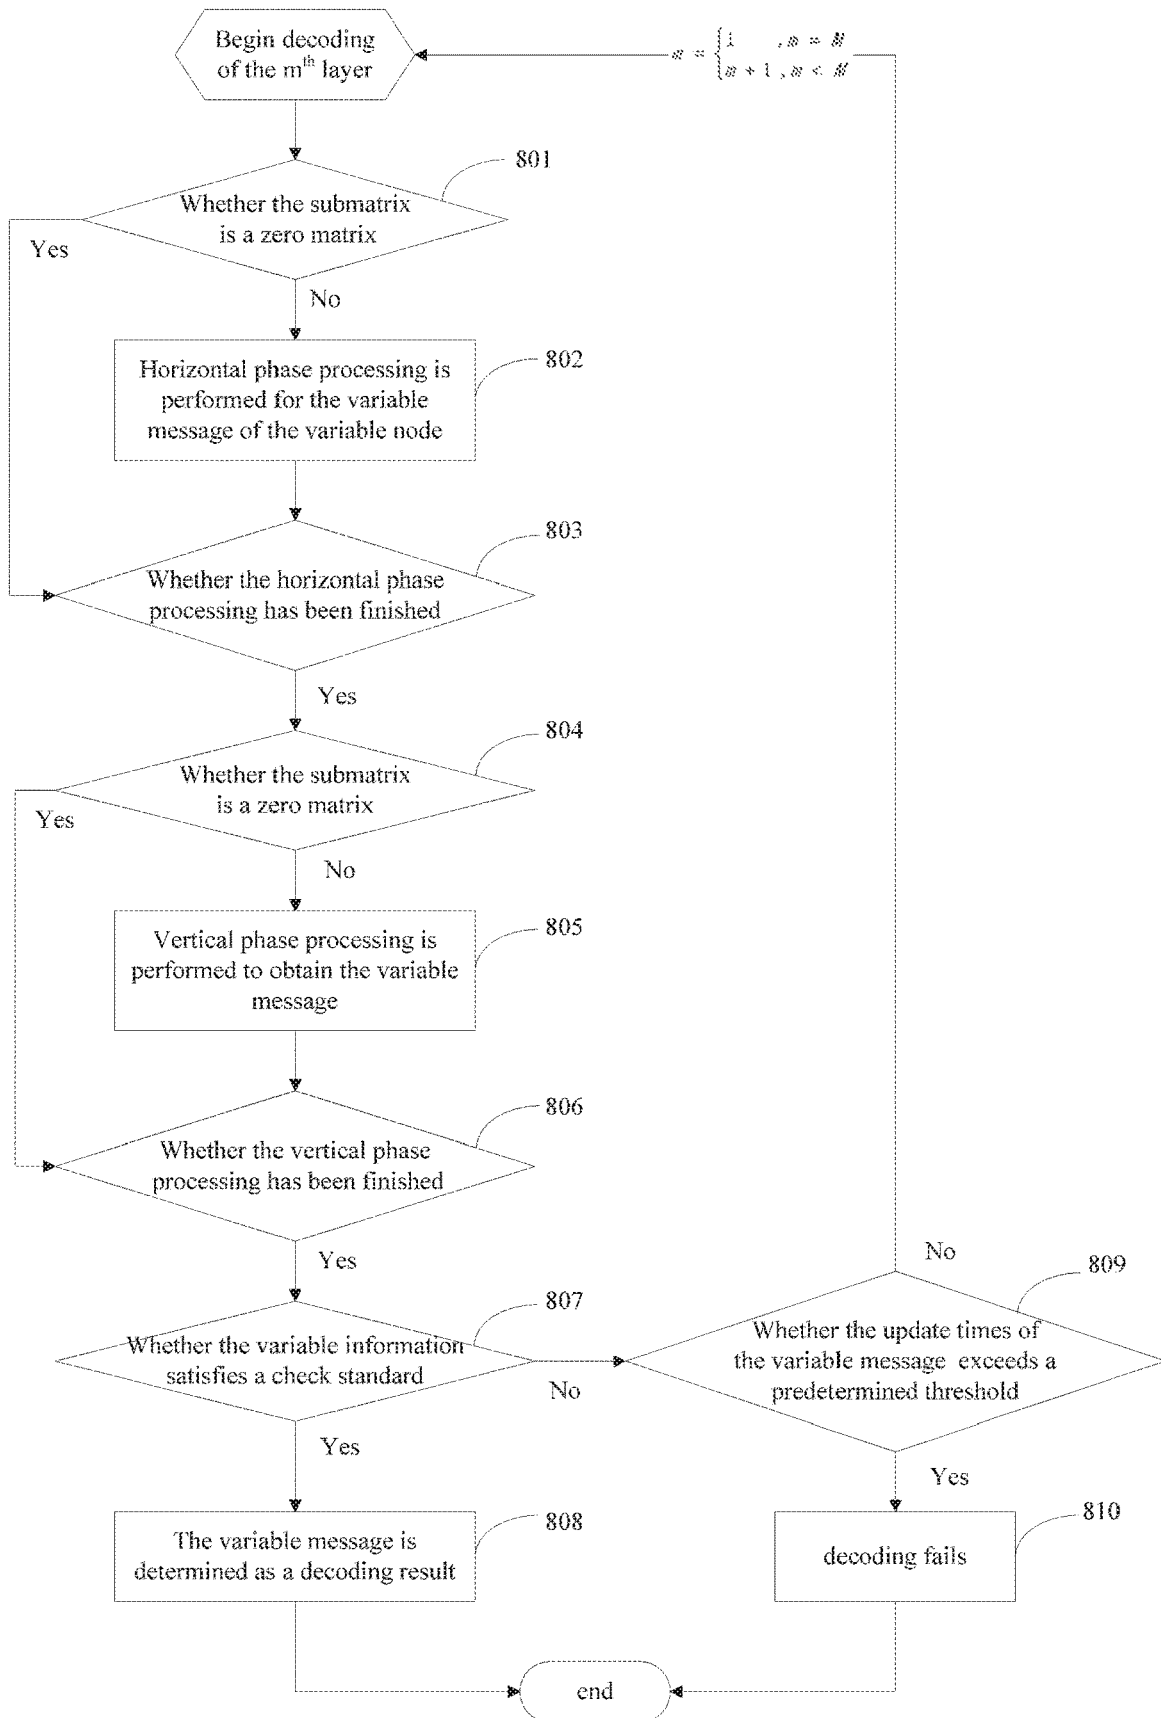 Begin decoding
of the mth layer
m = { 1 , m = M
m + 1 , m < M
801
Whether the submatrix
is a zero matrix
Yes
No
802
Horizontal phase processing is
performed for the variable
message of the variable node
803
Whether the horizontal phase
processing has been finished
Yes
804
Whether the submatrix
is a zero matrix
Yes
No
805
Vertical phase processing is
performed to obtain the variable
message
806
Whether the vertical phase
processing has been finished
Yes
No
807
809
Whether the variable information
satisfies a check standard
No
Whether the update times of
the variable message exceeds a
predetermined threshold
Yes
Yes
808
The variable message is
determined as a decoding result
810
decoding fails
end